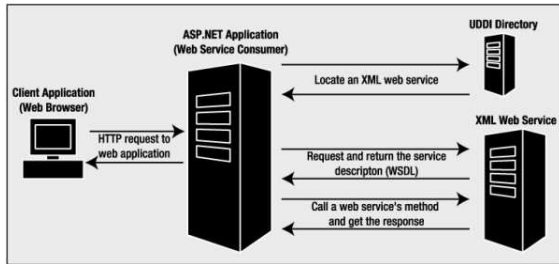 ASP.NET Application
(Web Service Consumer)
UDDI Directory
Locate an XML web service
Client Application
(Web Browser)
HTTP request to
web application
XML Web Service
Request and return the service
descripton (WSDL)
Call a web service's method
and get the response